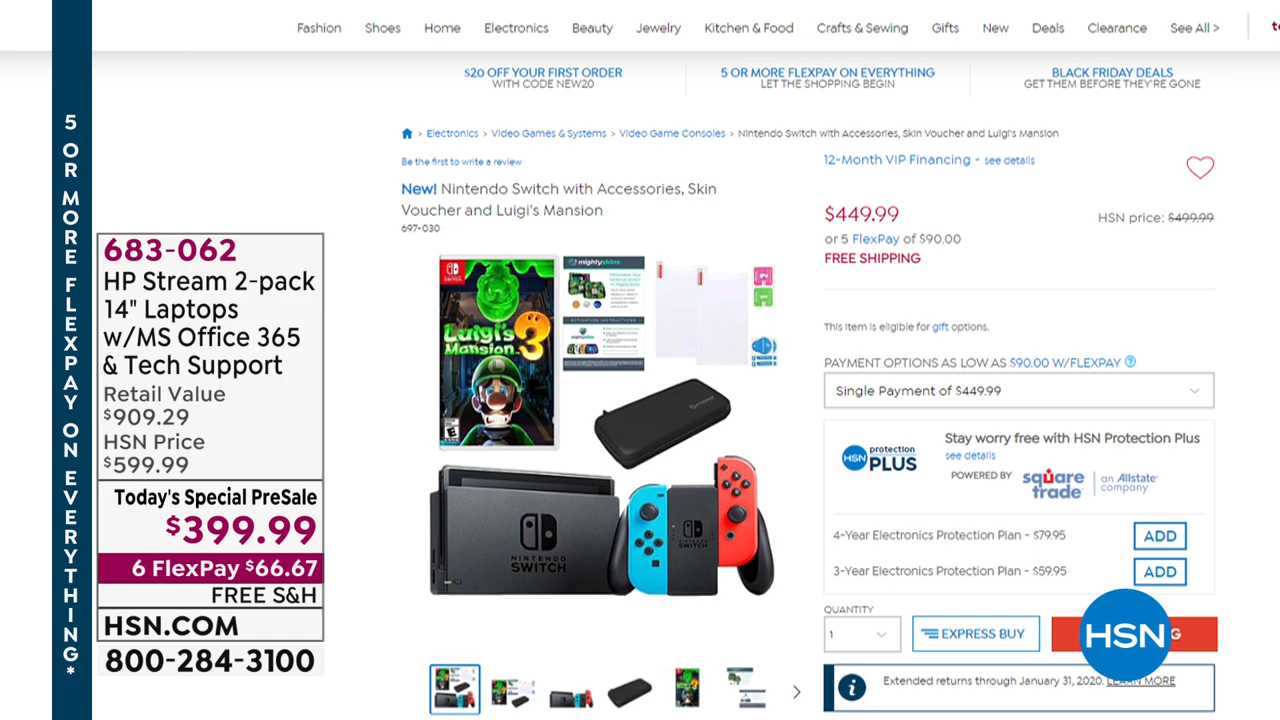 Fashion Shoes Home Electronics Beauty Jewelry Kitchen & Food Crafts & Sewing Gifts New Deals Clearance See All >
$20 OFF YOUR FIRST ORDER
WITH CODE NEW20
5 OR MORE FLEXPAY ON EVERYTHING
LET THE SHOPPING BEGIN
BLACK FRIDAY DEALS
GET THEM BEFORE THEY'RE GONE
5 OR MORE FLEXPAY ON EVERYTHING*
683-062
HP Stream 2-pack
14" Laptops
w/MS Office 365
& Tech Support
Retail Value
$909.29
HSN Price
$599.99
Today's Special PreSale
$399.99
6 FlexPay $66.67
FREE S&H
HSN.COM
800-284-3100
Electronics > Video Games & Systems > Video Game Consoles > Nintendo Switch with Accessories, Skin Voucher and Luigi's Mansion
Be the first to write a review
New! Nintendo Switch with Accessories, Skin
Voucher and Luigi's Mansion
697-030
mightyskins
Luigi's
Mansion 3
NINTENDO
SWITCH
NINTENDO
SWITCH
12-Month VIP Financing - see details
$449.99
HSN price: $499.99
or 5 FlexPay of $90.00
FREE SHIPPING
This item is eligible for gift options.
PAYMENT OPTIONS AS LOW AS $90.00 W/FLEXPAY
Single Payment of $449.99
HSN protection PLUS
Stay worry free with HSN Protection Plus
see details
POWERED BY square trade an Allstate company
4-Year Electronics Protection Plan - $79.95 ADD
3-Year Electronics Protection Plan - $59.95 ADD
QUANTITY
1
EXPRESS BUY
HSN
Extended returns through January 31, 2020. LEARN MORE